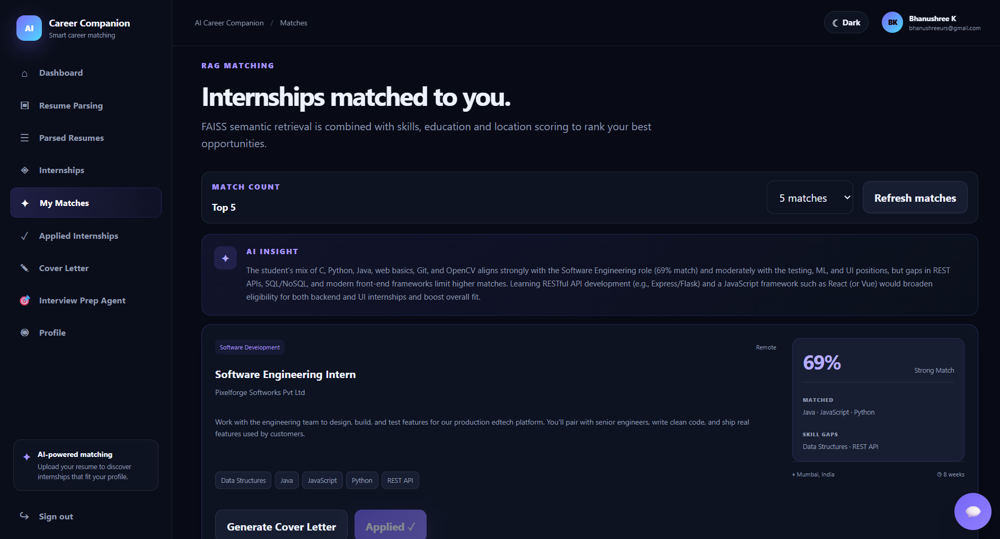 AI
Career Companion
Smart career matching
Dashboard
Resume Parsing
Parsed Resumes
Internships
My Matches
Applied Internships
Cover Letter
Interview Prep Agent
Profile
AI-powered matching
Upload your resume to discover
internships that fit your profile.
Sign out
AI Career Companion / Matches
Dark
BK
Bhanushree K
bhanushreeurs@gmail.com
RAG MATCHING
Internships matched to you.
FAISS semantic retrieval is combined with skills, education and location scoring to rank your best
opportunities.
MATCH COUNT
Top 5
5 matches
Refresh matches
AI INSIGHT
The student’s mix of C, Python, Java, web basics, Git, and OpenCV aligns strongly with the Software Engineering role (69% match) and moderately with the testing, ML, and UI positions, but gaps in REST
APIs, SQL/NoSQL, and modern front-end frameworks limit higher matches. Learning RESTful API development (e.g., Express/Flask) and a JavaScript framework such as React (or Vue) would broaden
eligibility for both backend and UI internships and boost overall fit.
Software Development
Remote
Software Engineering Intern
Pixelforge Softworks Pvt Ltd
Work with the engineering team to design, build, and test features for our production edtech platform. You'll pair with senior engineers, write clean code, and ship real
features used by customers.
Data Structures
Java
JavaScript
Python
REST API
Generate Cover Letter
Applied ✓
69%
Strong Match
MATCHED
Java · JavaScript · Python
SKILL GAPS
Data Structures · REST API
Mumbai, India
8 weeks